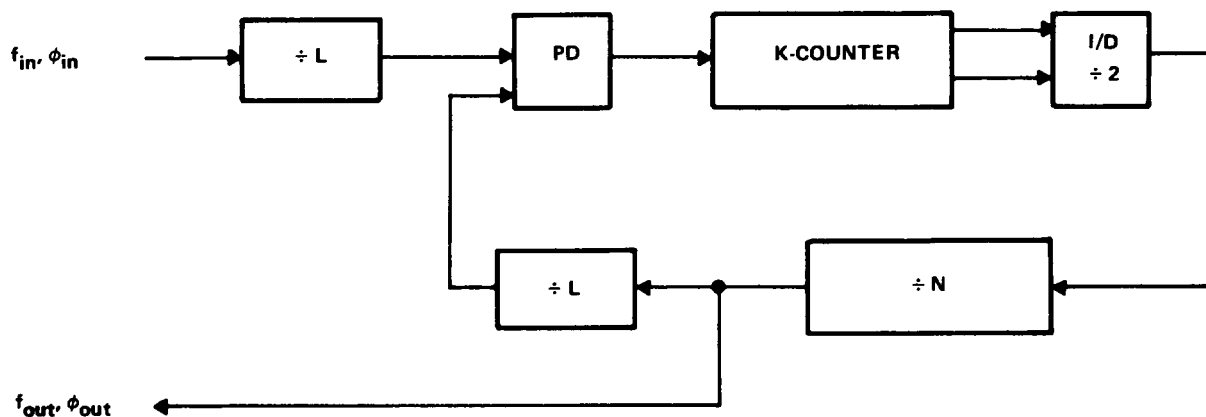 f_in, ϕ_in
÷ L
PD
K-COUNTER
I/D
÷ 2
÷ L
÷ N
f_out, ϕ_out